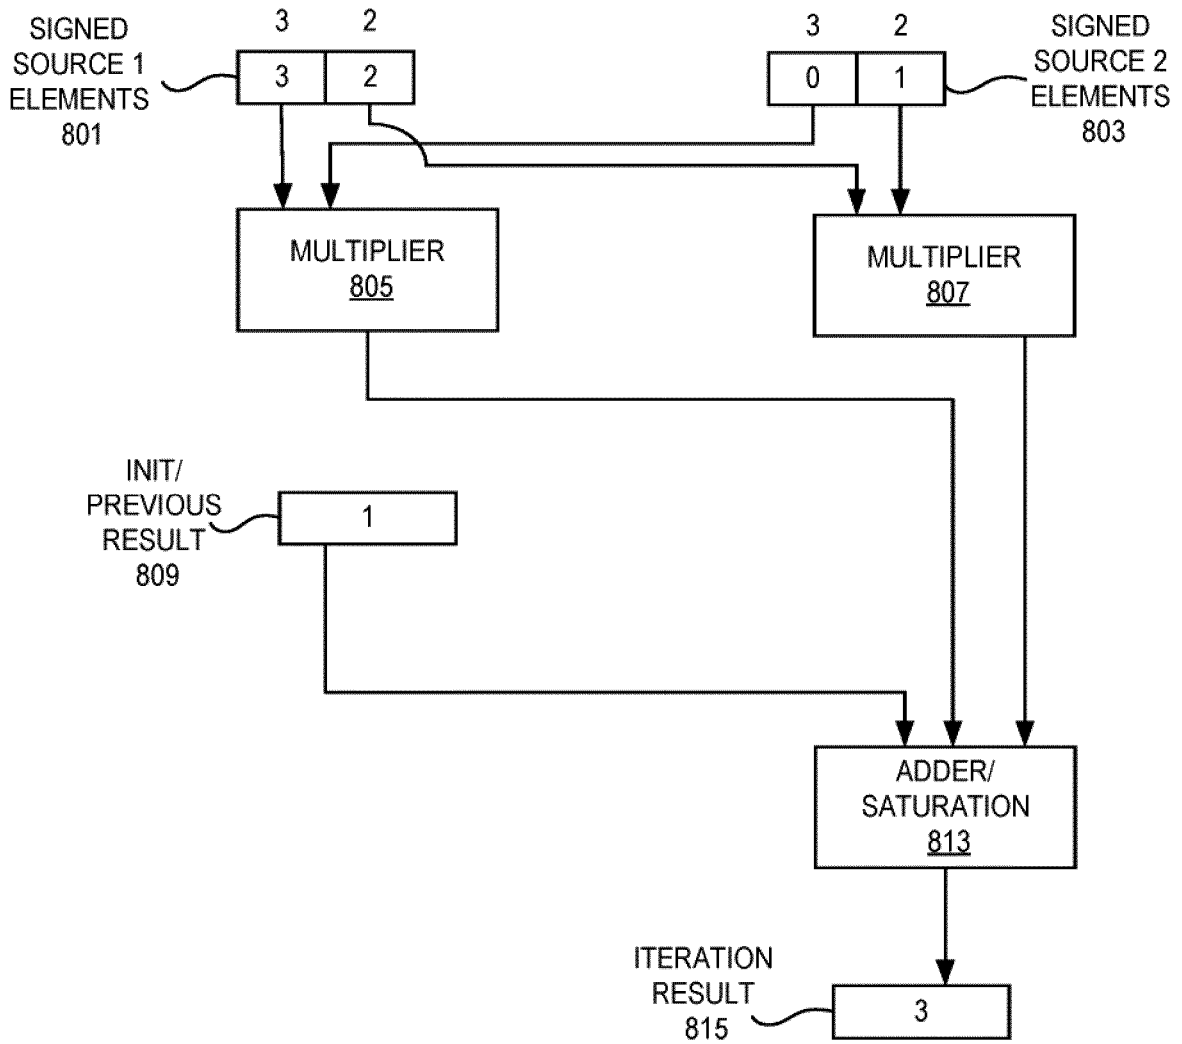 SIGNED
SOURCE 1
ELEMENTS
801
3 2
3 2
3 2
0 1
SIGNED
SOURCE 2
ELEMENTS
803
MULTIPLIER
805
MULTIPLIER
807
INIT/
PREVIOUS
RESULT
809
1
ADDER/
SATURATION
813
ITERATION
RESULT
815
3